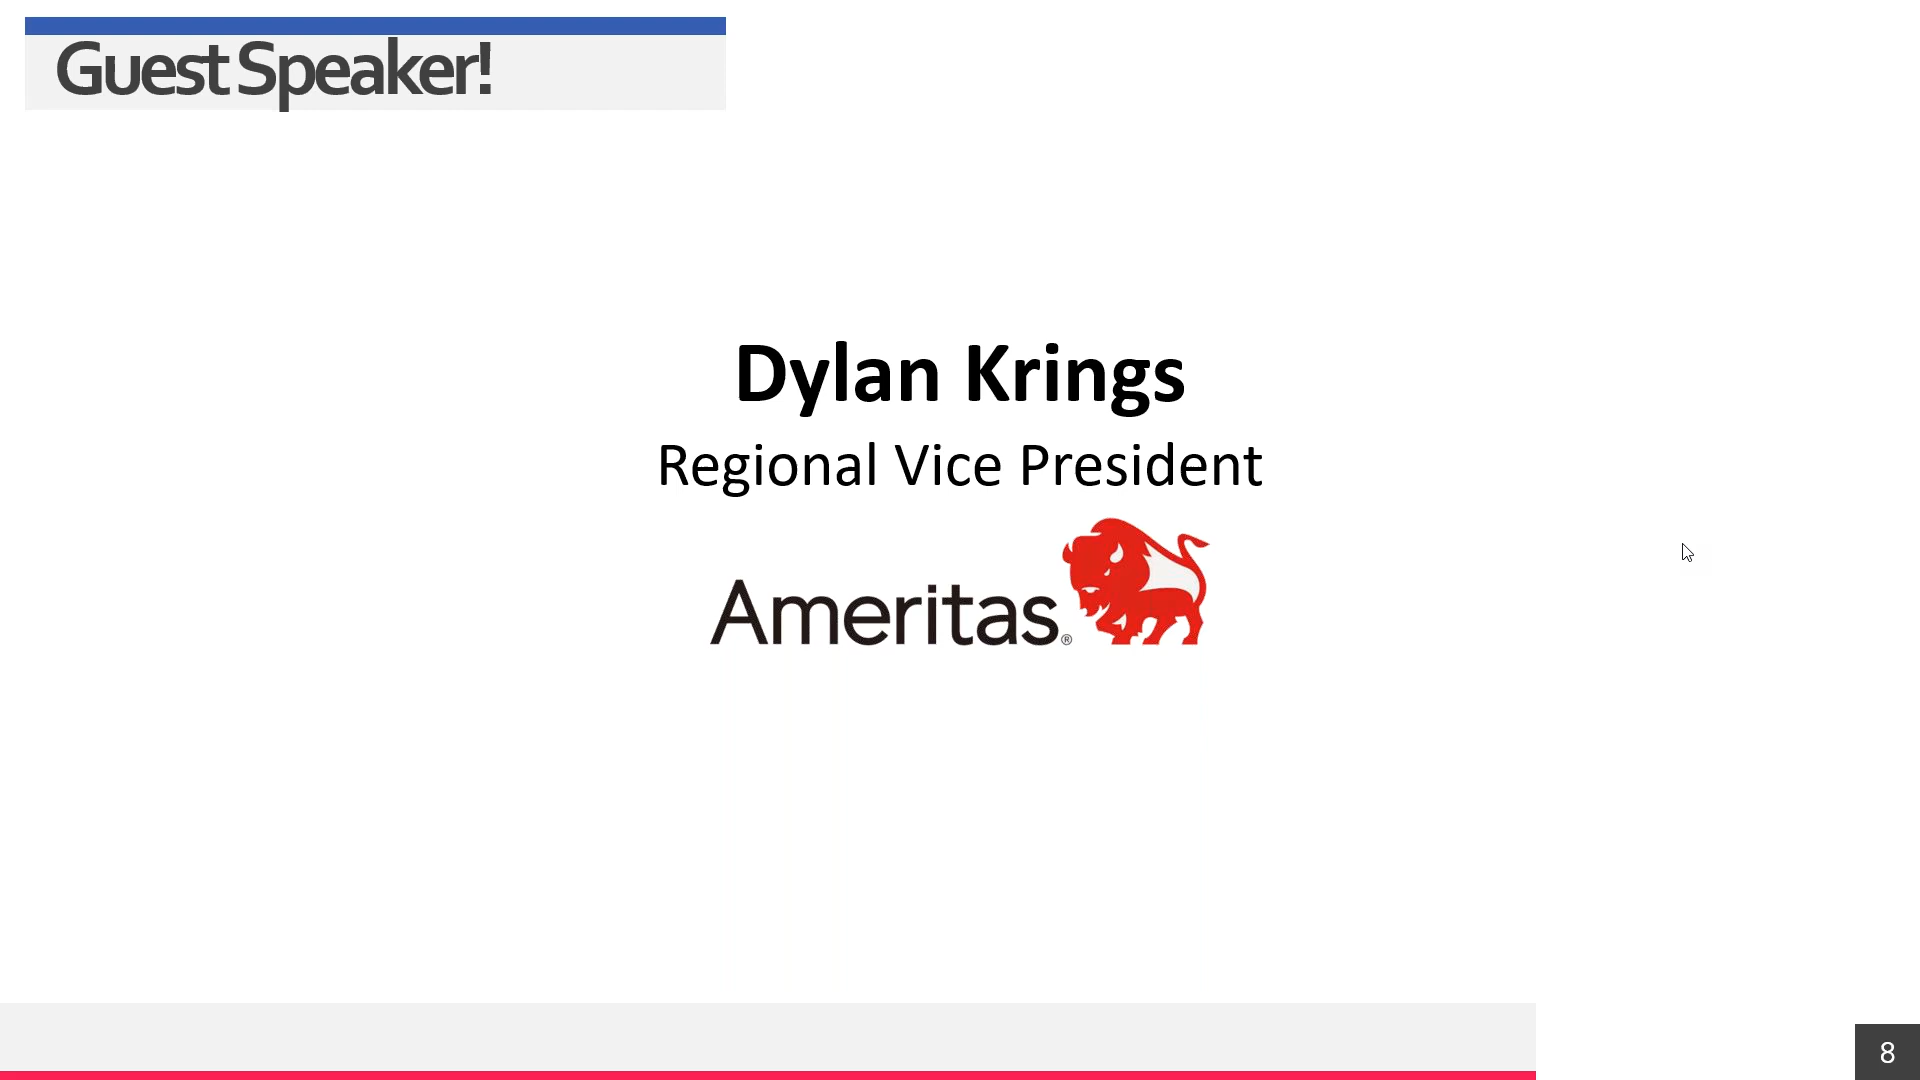 Guest Speaker!
Dylan Krings
Regional Vice President
Ameritas®
8